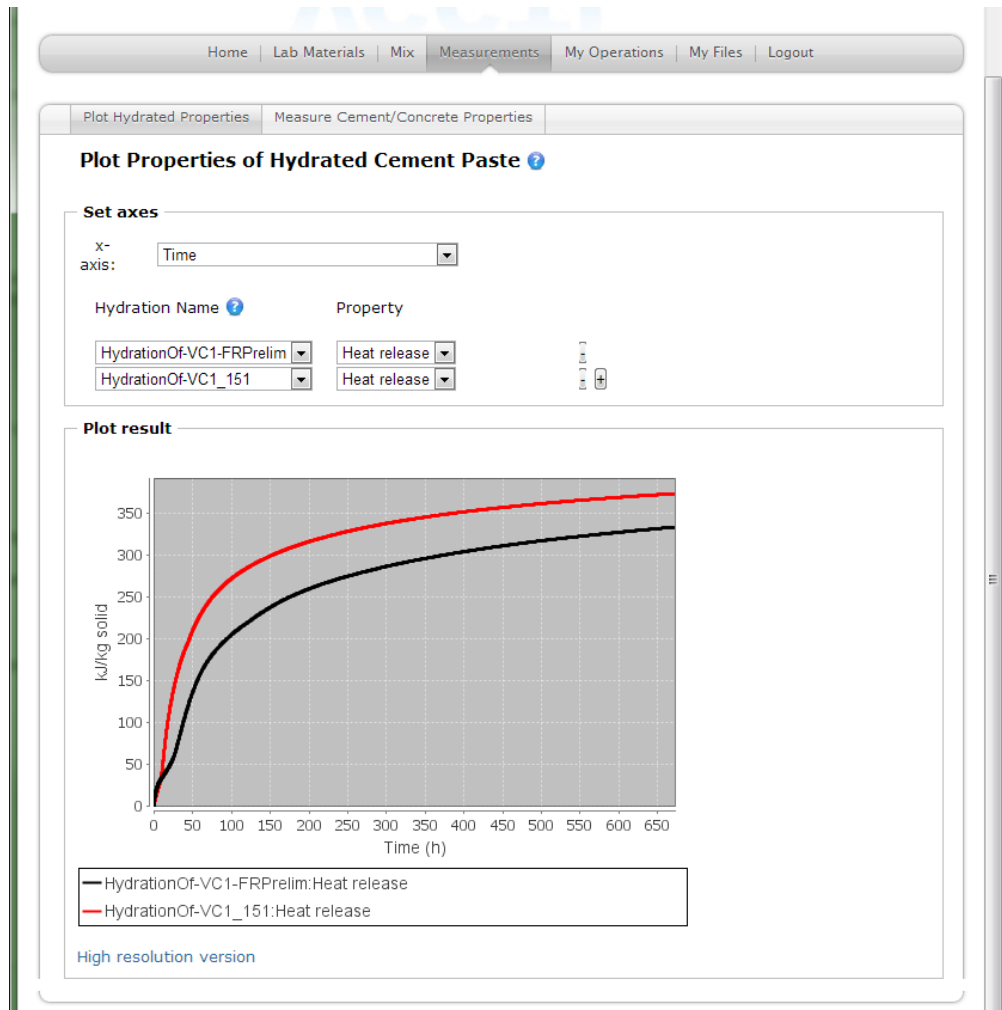 Home | Lab Materials | Mix | Measurements | My Operations | My Files | Logout
Plot Hydrated Properties | Measure Cement/Concrete Properties
Plot Properties of Hydrated Cement Paste ?
Set axes
x-
axis:
Time
Hydration Name ? Property
HydrationOf-VC1-FRPrelim Heat release -
HydrationOf-VC1_151 Heat release - +
Plot result
350
300
250
200
150
100
50
0
kJ/kg solid
0 50 100 150 200 250 300 350 400 450 500 550 600 650
Time (h)
HydrationOf-VC1-FRPrelim:Heat release
HydrationOf-VC1_151:Heat release
High resolution version